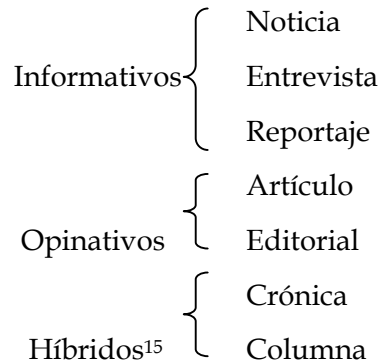 Noticia
Informativos Entrevista
Reportaje
Artículo
Opinativos Editorial
Crónica
Híbridos15 Columna